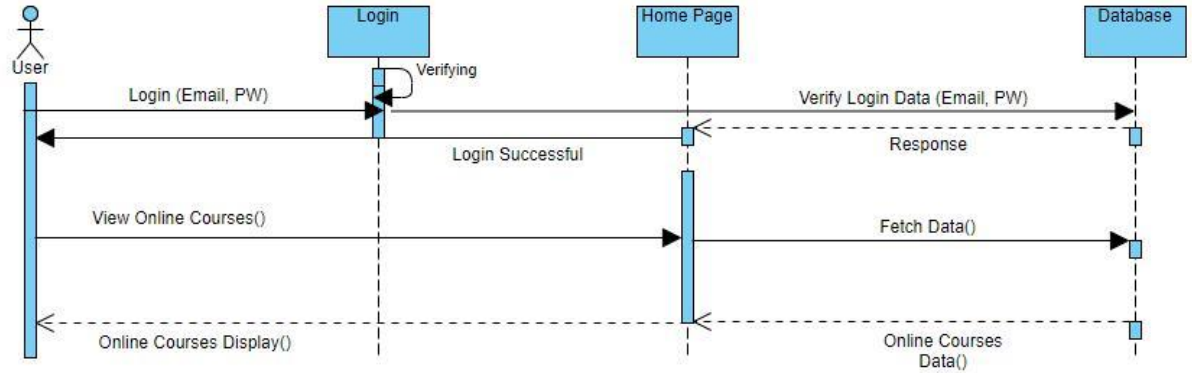 Login
Home Page
Database
User
Verifying
Login (Email, PW)
Verify Login Data (Email, PW)
Response
Login Successful
View Online Courses()
Fetch Data()
Online Courses Display()
Online Courses
Data()